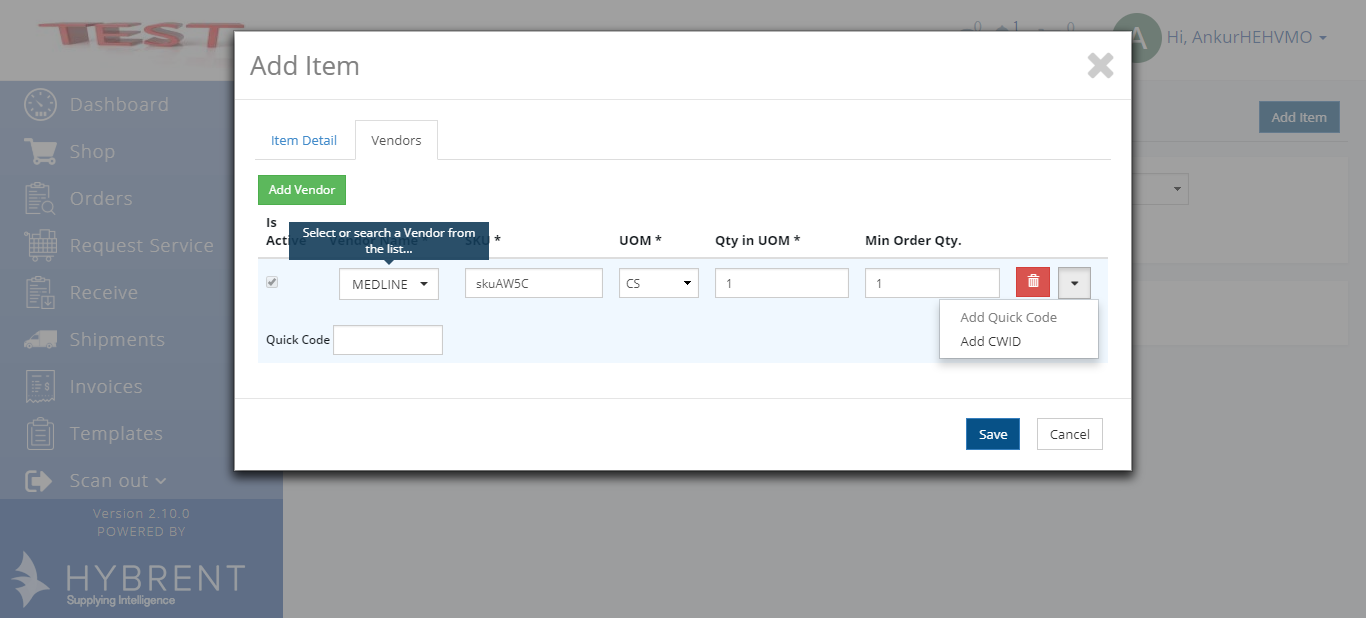 TEST
0 1 0
A Hi, AnkurHEHVMO
Add Item
Dashboard
Shop
Orders
Request Service
Receive
Shipments
Invoices
Templates
Scan out
Version 2.10.0
POWERED BY
HYBRENT
Supplying Intelligence
Add Item
Item Detail Vendors
Add Vendor
Select or search a Vendor from
the list...
Is
Active Vendor Name * SKU * UOM * Qty in UOM * Min Order Qty.
MEDLINE skuAW5C CS 1 1
Add Quick Code
Add CWID
Quick Code
Save Cancel